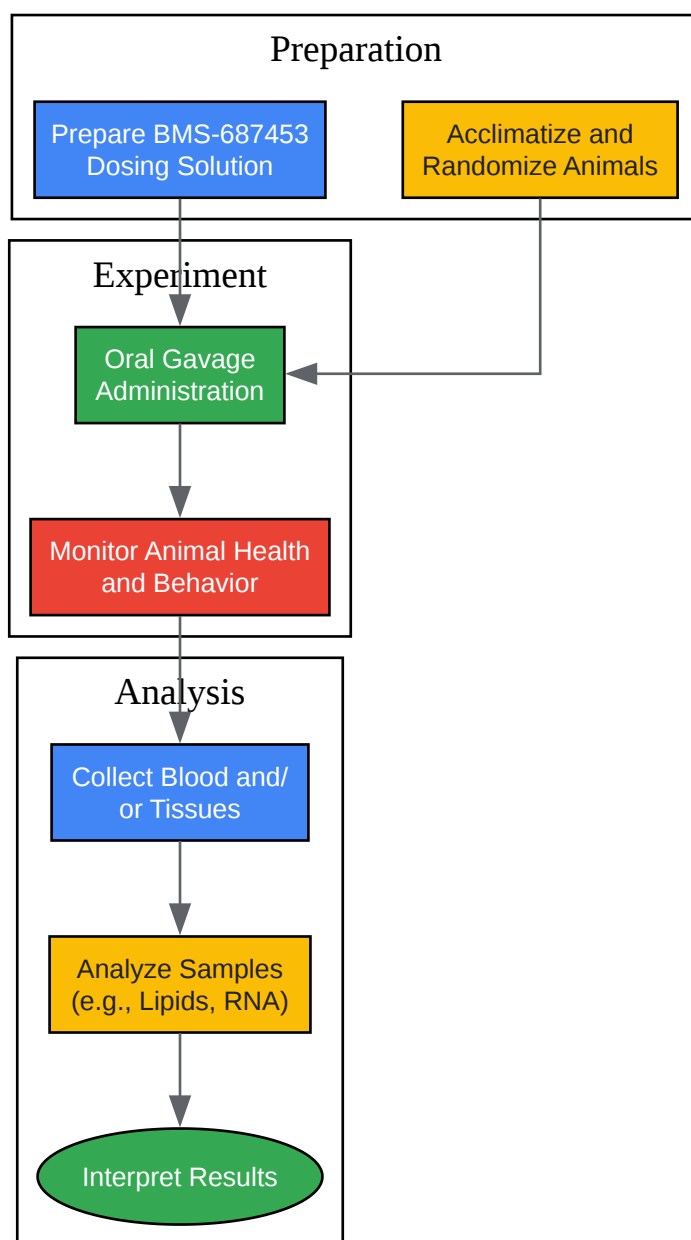 Preparation
Prepare BMS-687453
Dosing Solution
Acclimatize and
Randomize Animals
Experiment
Oral Gavage
Administration
Monitor Animal Health
and Behavior
Analysis
Collect Blood and/
or Tissues
Analyze Samples
(e.g., Lipids, RNA)
Interpret Results